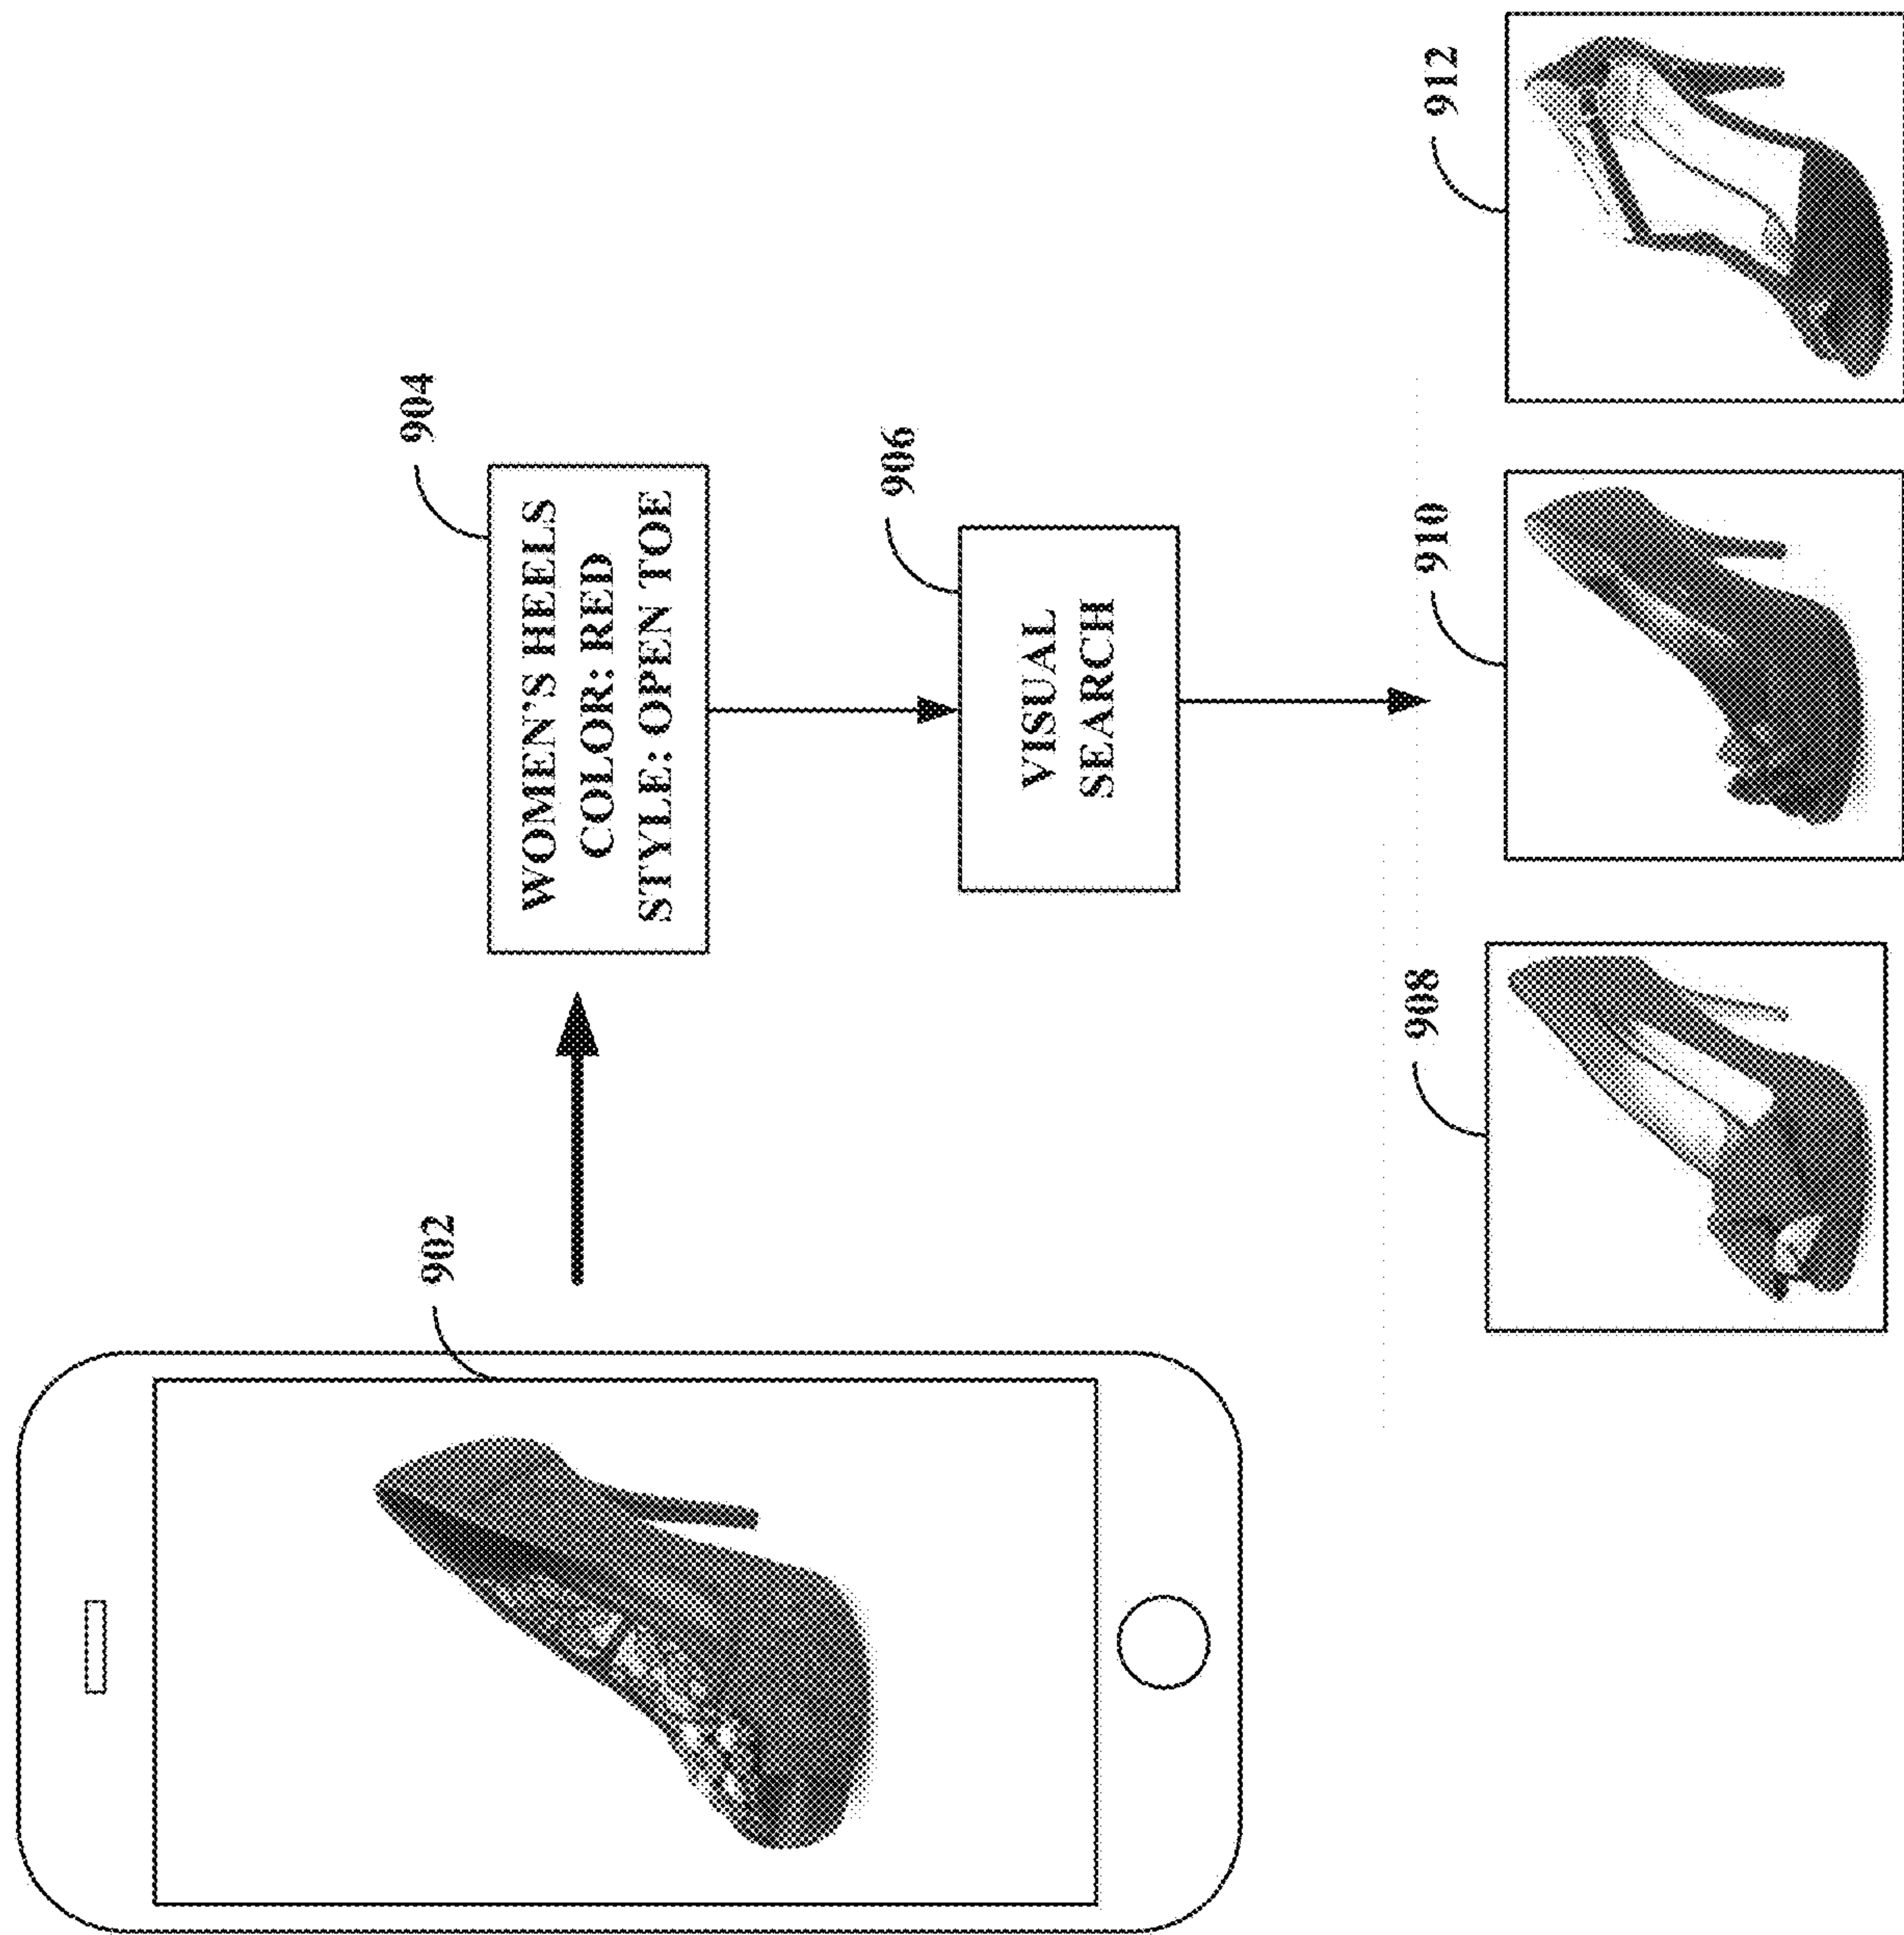 902
904
WOMEN'S HEELS
COLOR: RED
STYLE: OPEN TOE
906
VISUAL
SEARCH
908
910
912